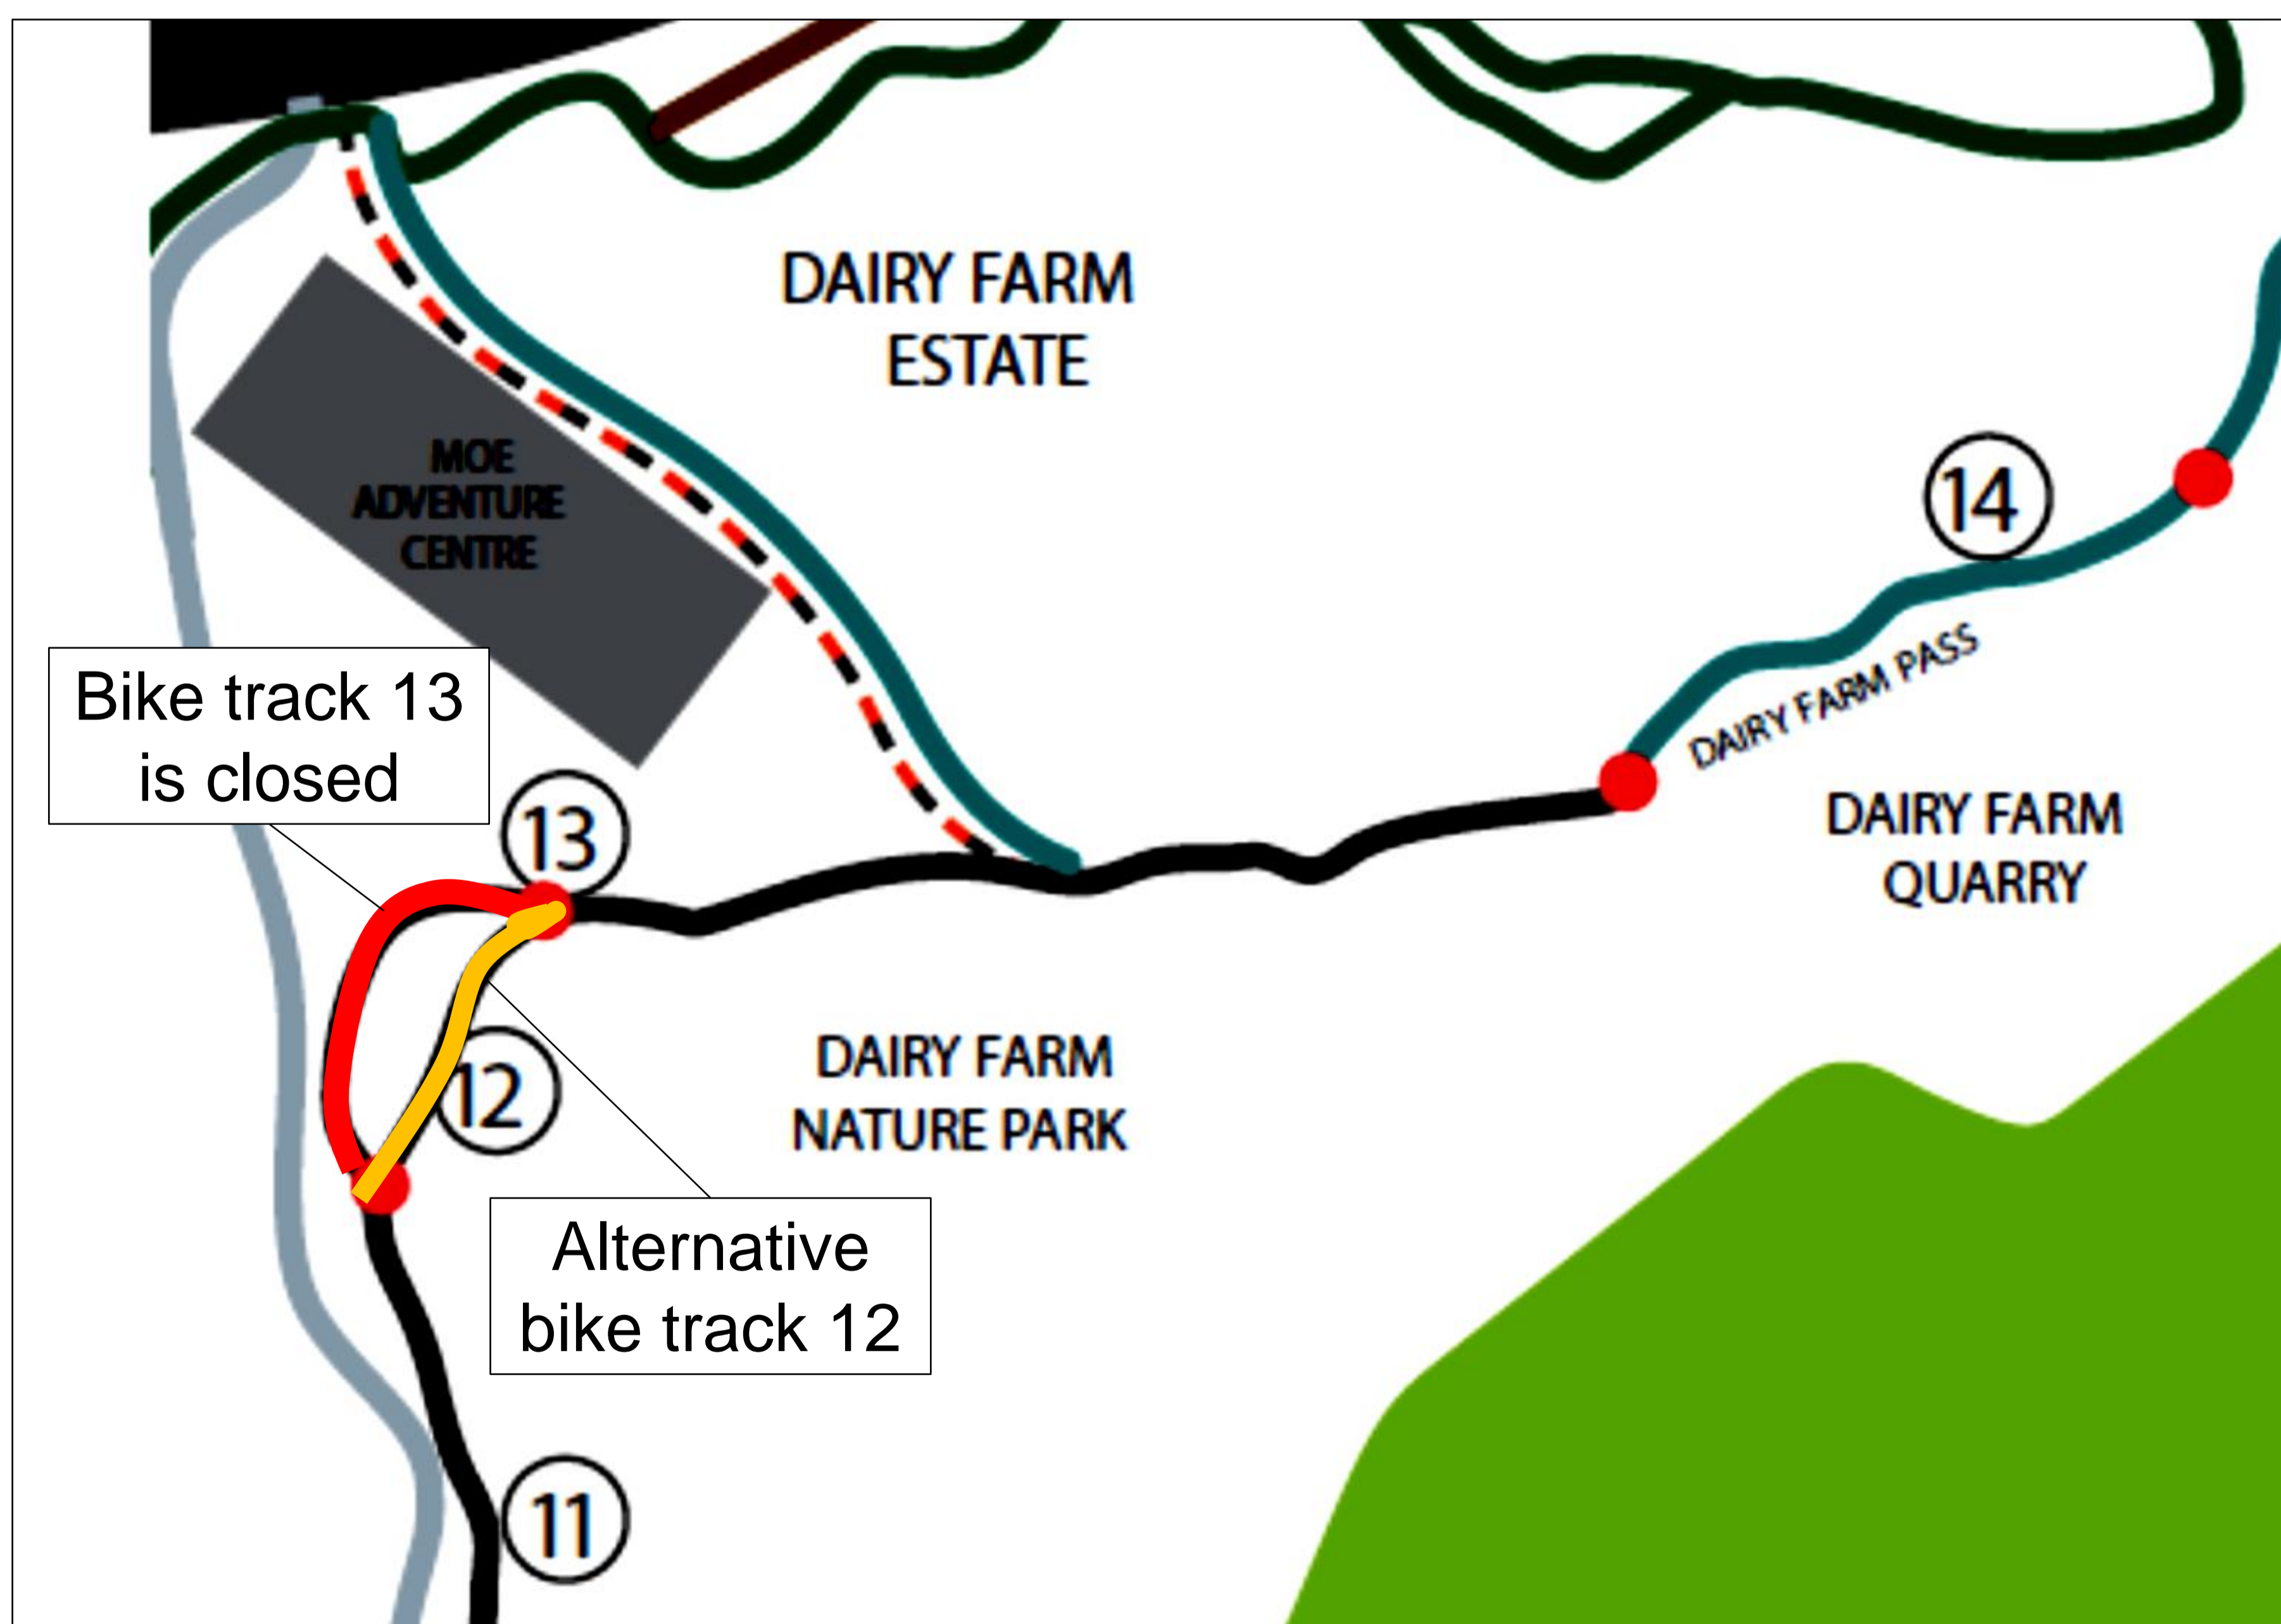 DAIRY FARM
ESTATE
MOE
ADVENTURE
CENTRE
14
DAIRY FARM PASS
Bike track 13
is closed
13
DAIRY FARM
QUARRY
12
DAIRY FARM
NATURE PARK
Alternative
bike track 12
11